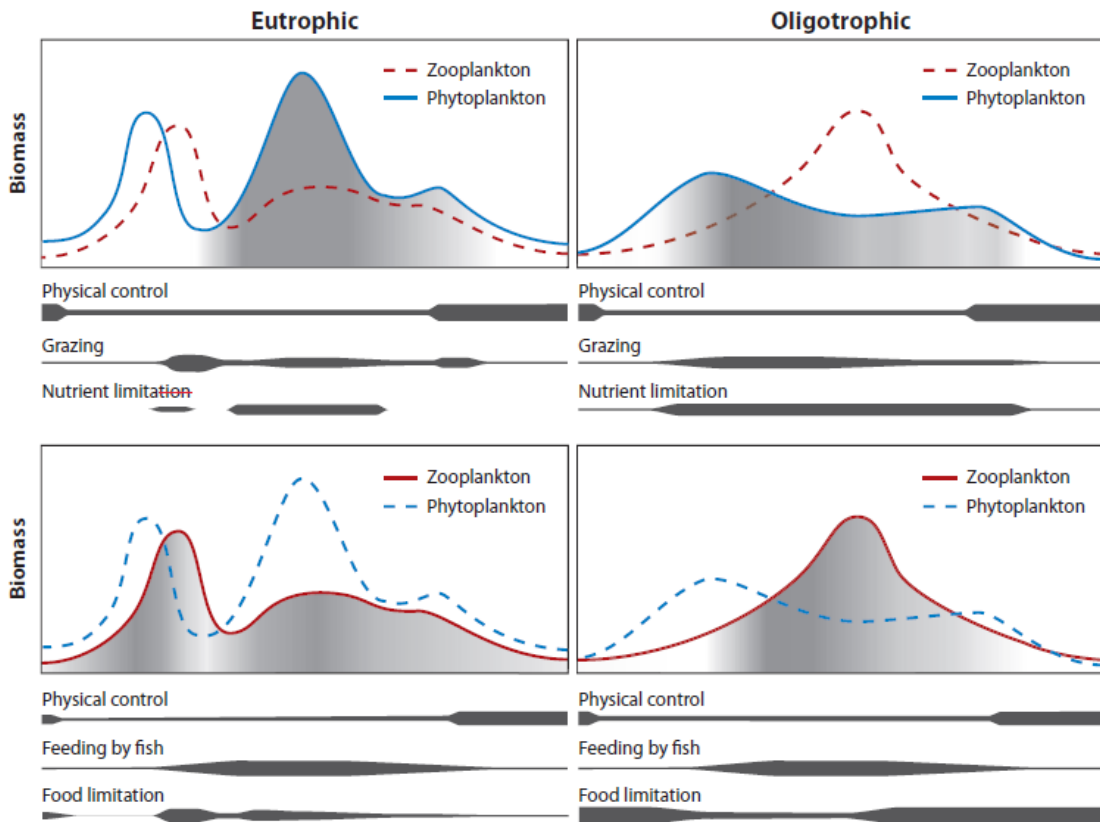 Eutrophic
Oligotrophic
Biomass
Zooplankton
Phytoplankton
Zooplankton
Phytoplankton
Physical control
Grazing
Nutrient limitation
Physical control
Grazing
Nutrient limitation
Biomass
Zooplankton
Phytoplankton
Zooplankton
Phytoplankton
Physical control
Feeding by fish
Food limitation
Physical control
Feeding by fish
Food limitation